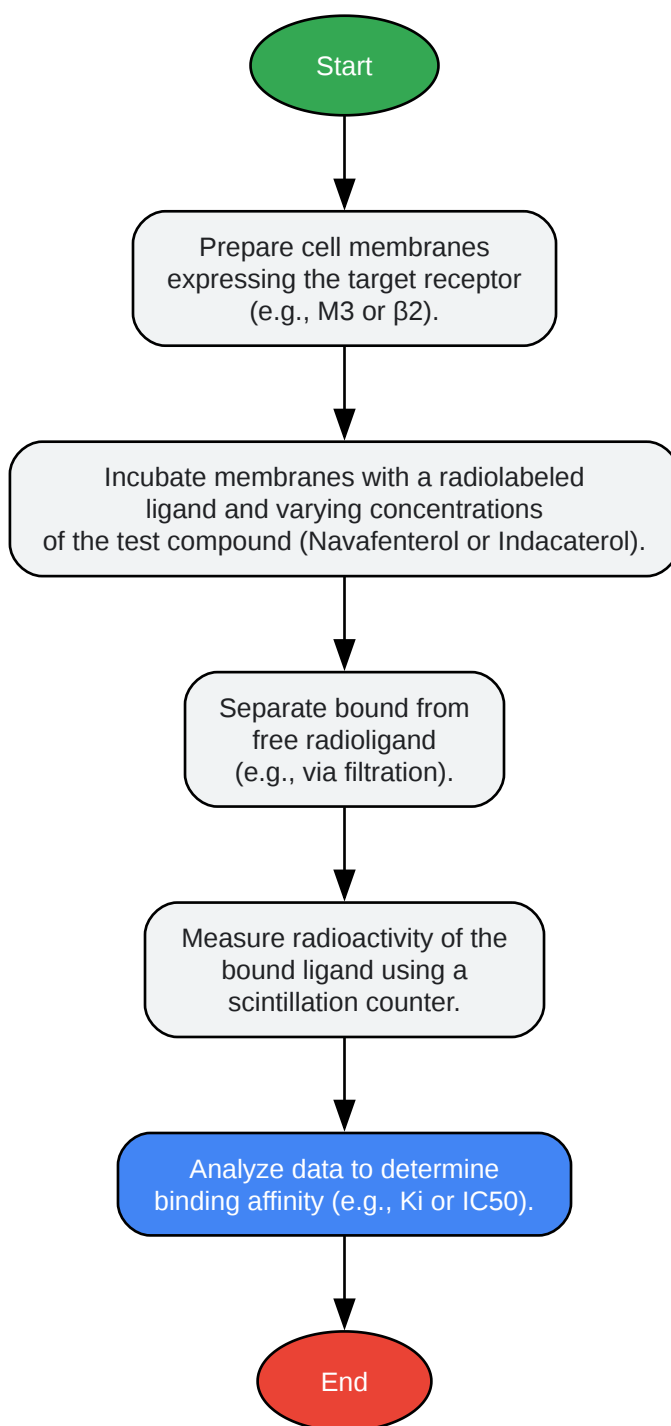 Start
Prepare cell membranes
expressing the target receptor
(e.g., M3 or β2).
Incubate membranes with a radiolabeled
ligand and varying concentrations
of the test compound (Navafenterol or Indacaterol).
Separate bound from
free radioligand
(e.g., via filtration).
Measure radioactivity of the
bound ligand using a
scintillation counter.
Analyze data to determine
binding affinity (e.g., Ki or IC50).
End